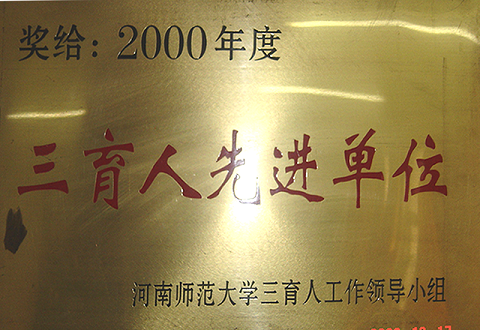 奖给：2000年度
三育人先进单位
河南师范大学三育人工作领导小组